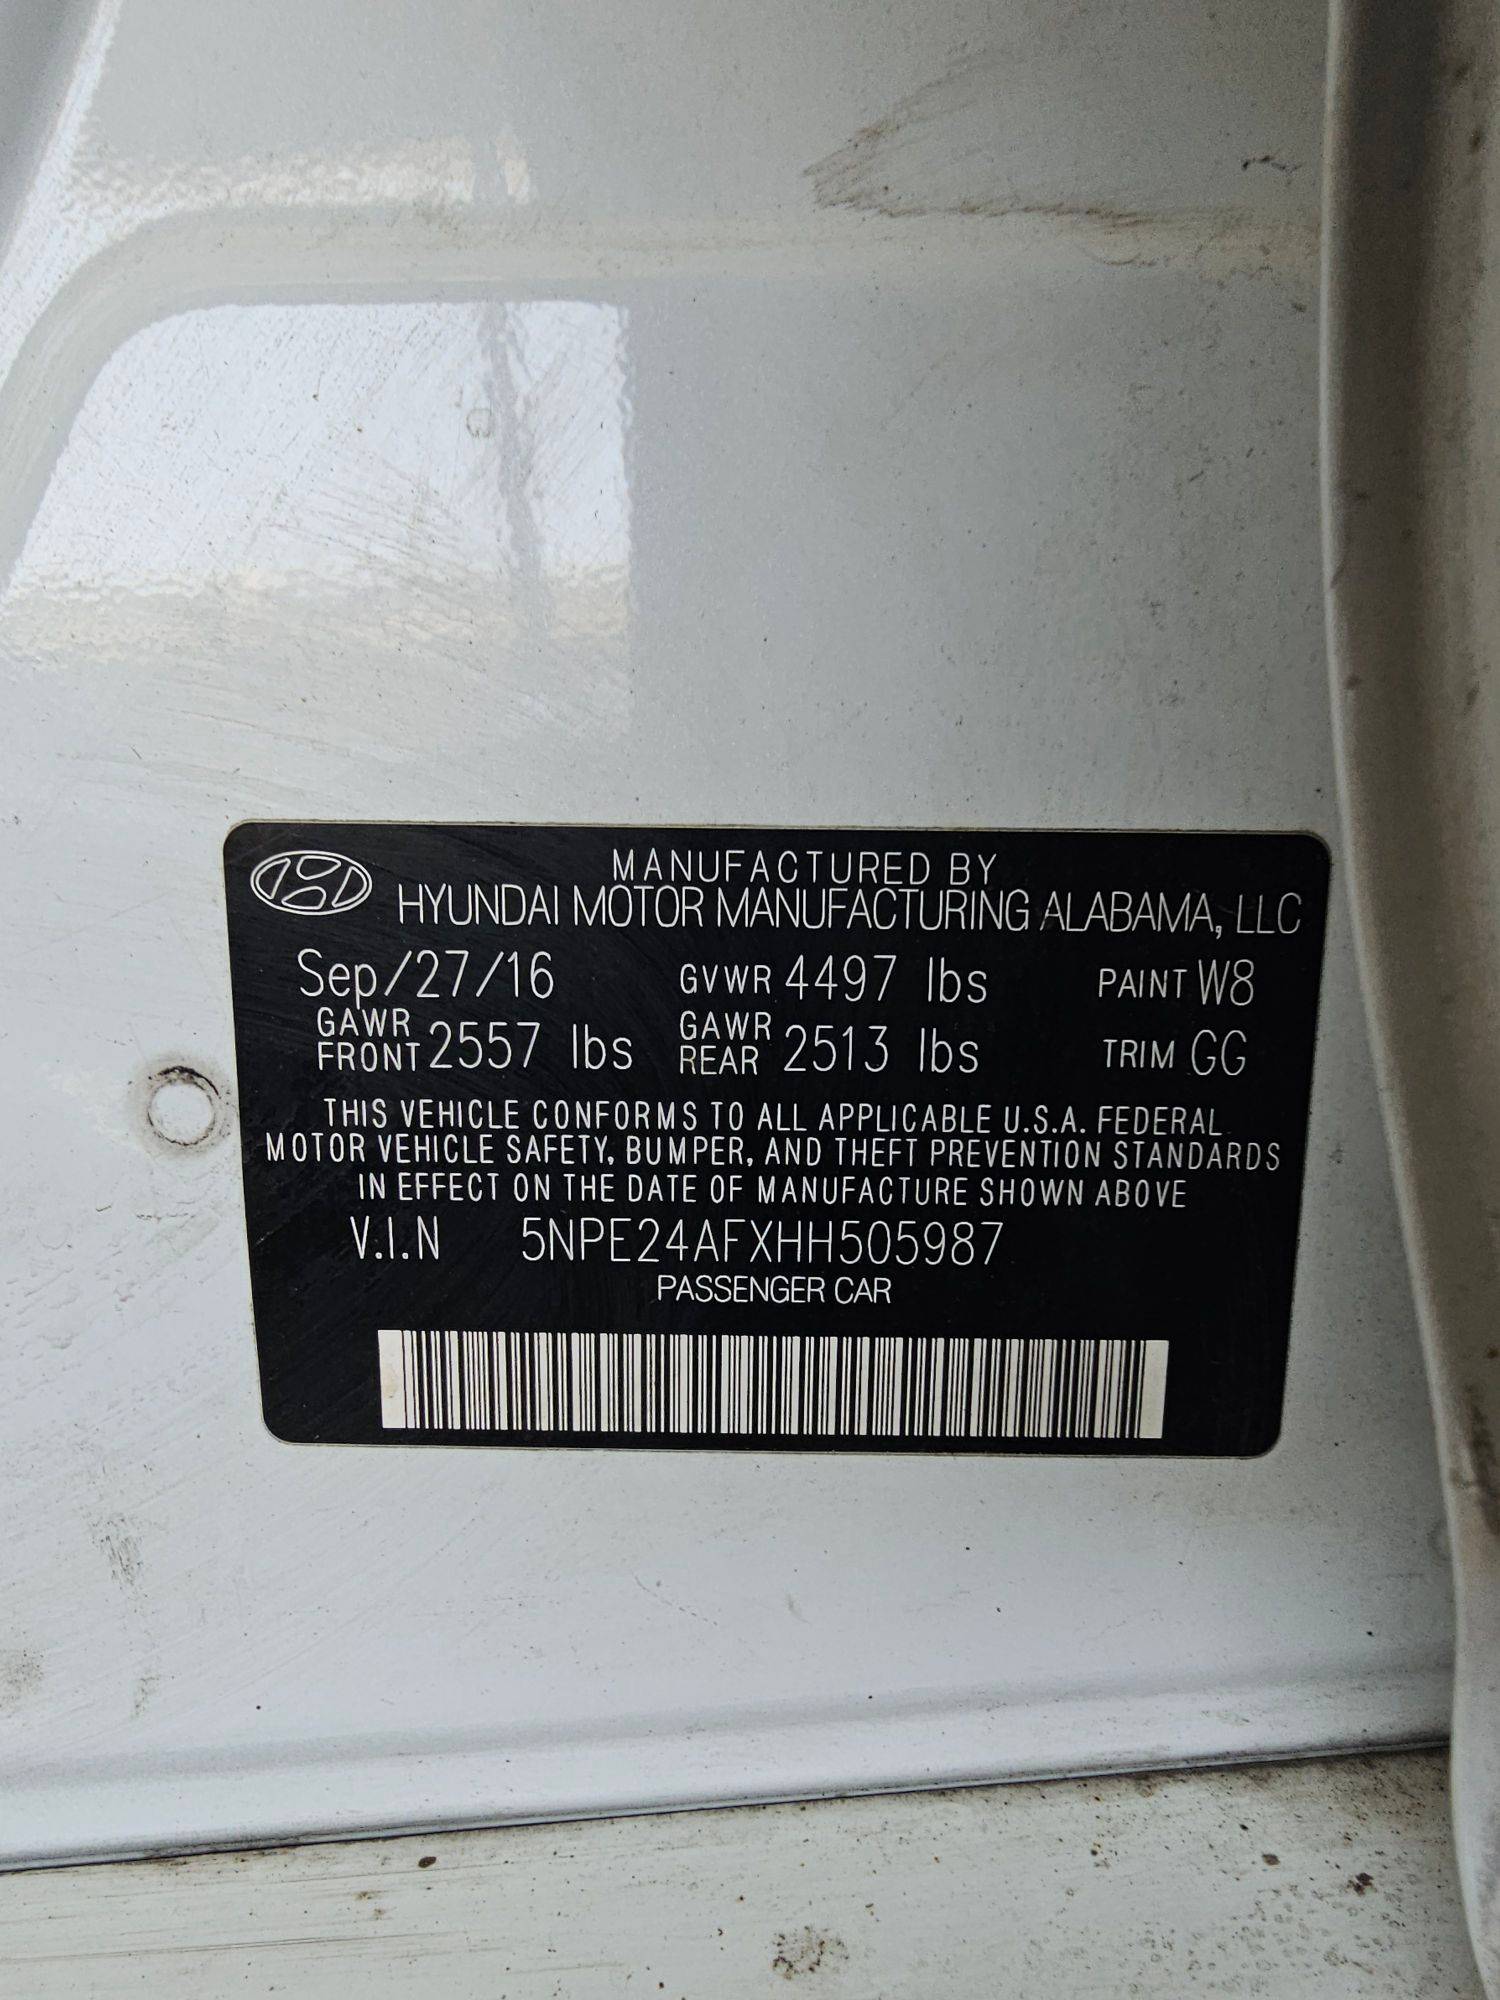 MANUFACTURED BY
HYUNDAI MOTOR MANUFACTURING ALABAMA, LLC
Sep/27/16 GVWR 4497 lbs PAINT W8
GAWR FRONT 2557 lbs GAWR REAR 2513 lbs TRIM GG
THIS VEHICLE CONFORMS TO ALL APPLICABLE U.S.A. FEDERAL
MOTOR VEHICLE SAFETY, BUMPER, AND THEFT PREVENTION STANDARDS
IN EFFECT ON THE DATE OF MANUFACTURE SHOWN ABOVE
V.I.N 5NPE24AFXHH505987
PASSENGER CAR